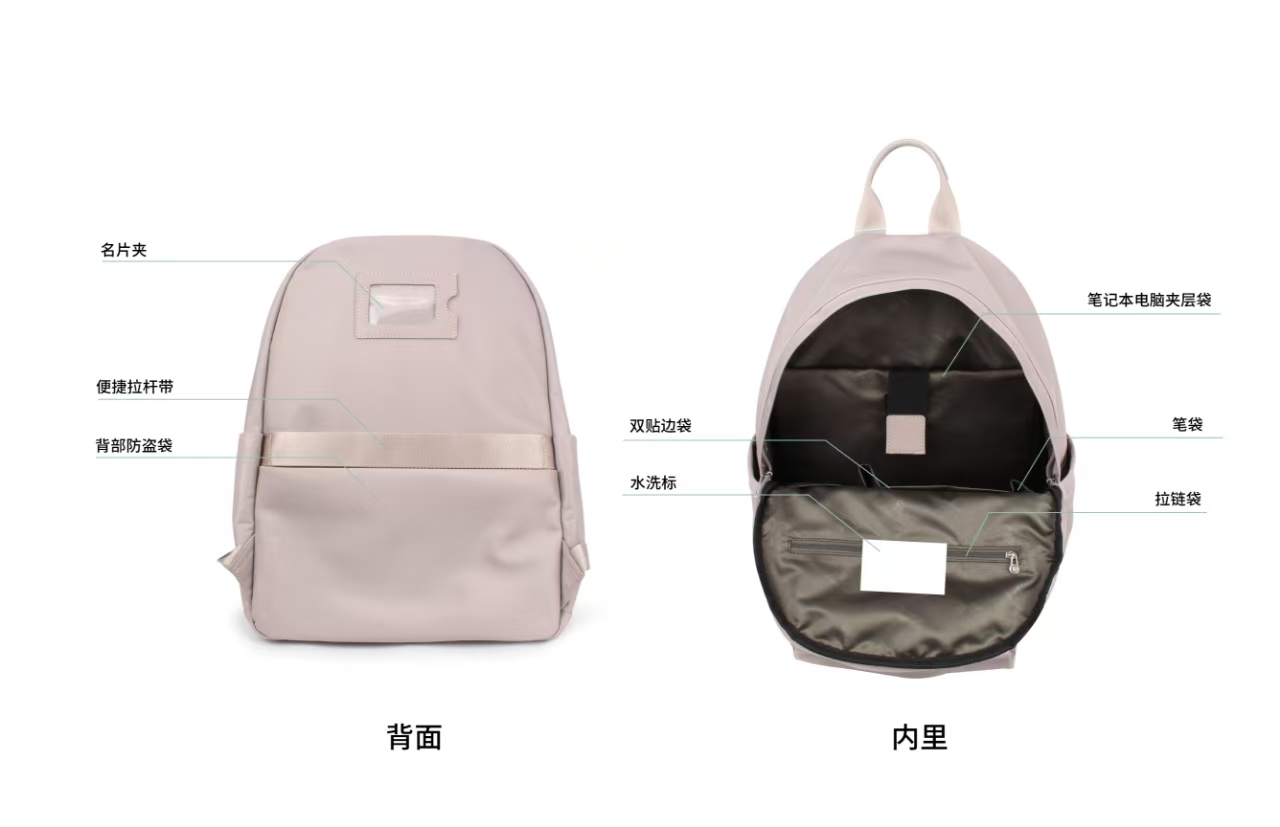 名片夹
便捷拉杆带
背部防盗袋
背面
笔记本电脑夹层袋
双贴边袋
笔袋
水洗标
拉链袋
内里